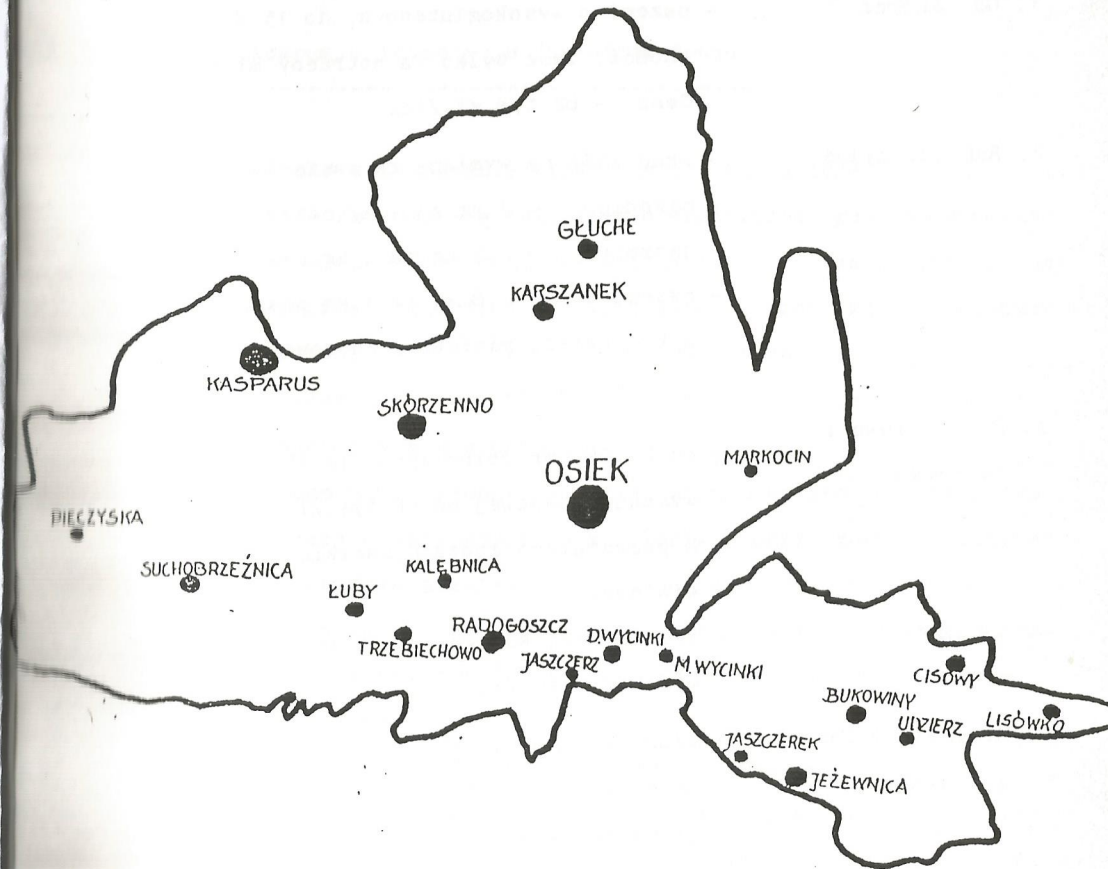 GŁUCHE
KARSZANEK
KASPARUS
SKÓRZENNO
OSIEK
MARKOCIN
PIECZYSKA
SUCHOBRZEŹNICA
KALĘBNICA
ŁUBY
RADOGOSZCZ
TRZEBIECHOWO
D.WYCINKI
JASZCZERZ
M.WYCINKI
CISOWY
BUKOWINY
UDZIERZ
LISÓWKO
JASZCZEREK
JEŻEWNICA